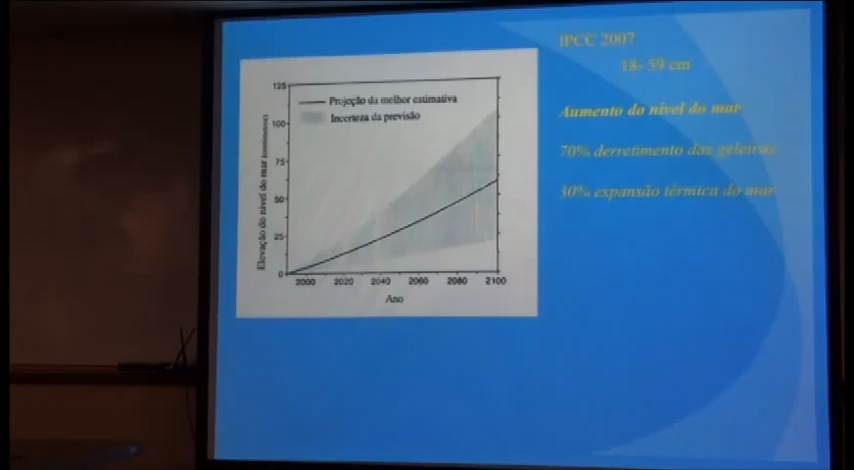 IPCC 2007
18- 59 cm
Aumento do nível do mar
70% derretimento das geleiras
30% expansão térmica do mar
Projeção da melhor estimativa
Incerteza da previsão
Elevação do nível do mar (centímetros)
125
100
75
50
25
0
2000 2020 2040 2060 2080 2100
Ano